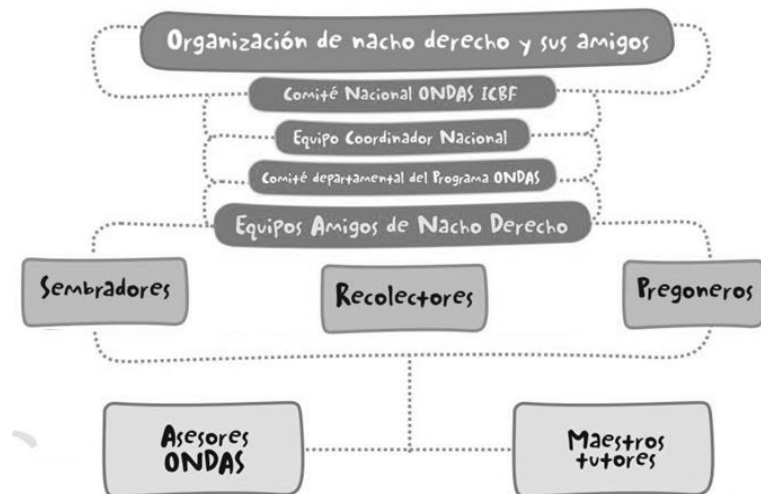 Organización de nacho derecho y sus amigos
Comité Nacional ONDAS ICBF
Equipo Coordinador Nacional
Comité departamental del Programa ONDAS
Equipos Amigos de Nacho Derecho
Sembradores
Recolectores
Pregoneros
Asesores
ONDAS
Maestros
tutores